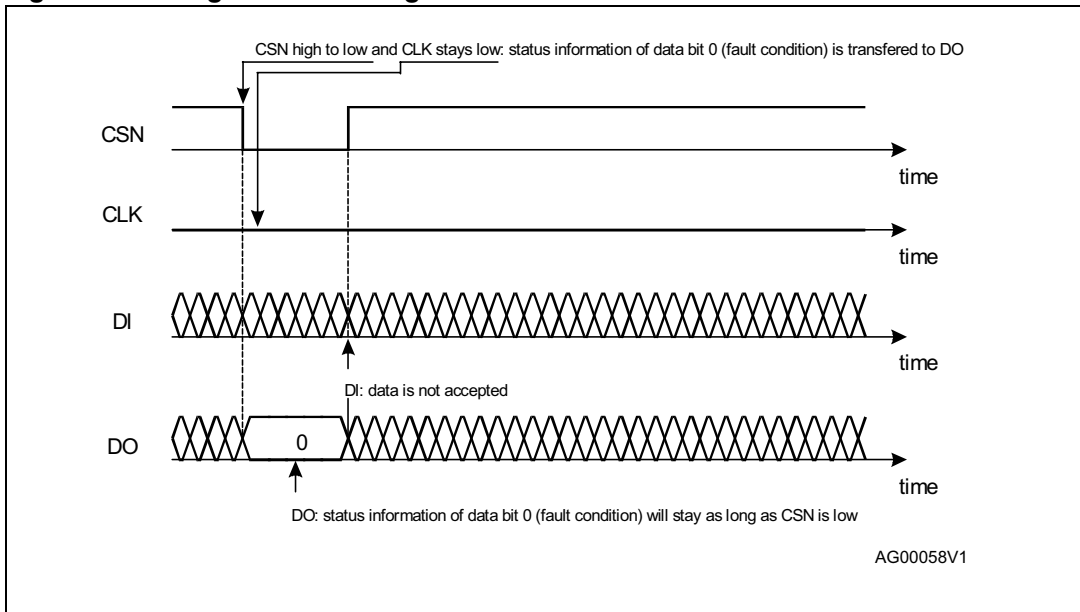 CSN high to low and CLK stays low: status information of data bit 0 (fault condition) is transfered to DO
CSN
time
CLK
time
DI
time
DI: data is not accepted
DO
0
time
DO: status information of data bit 0 (fault condition) will stay as long as CSN is low
AG00058V1